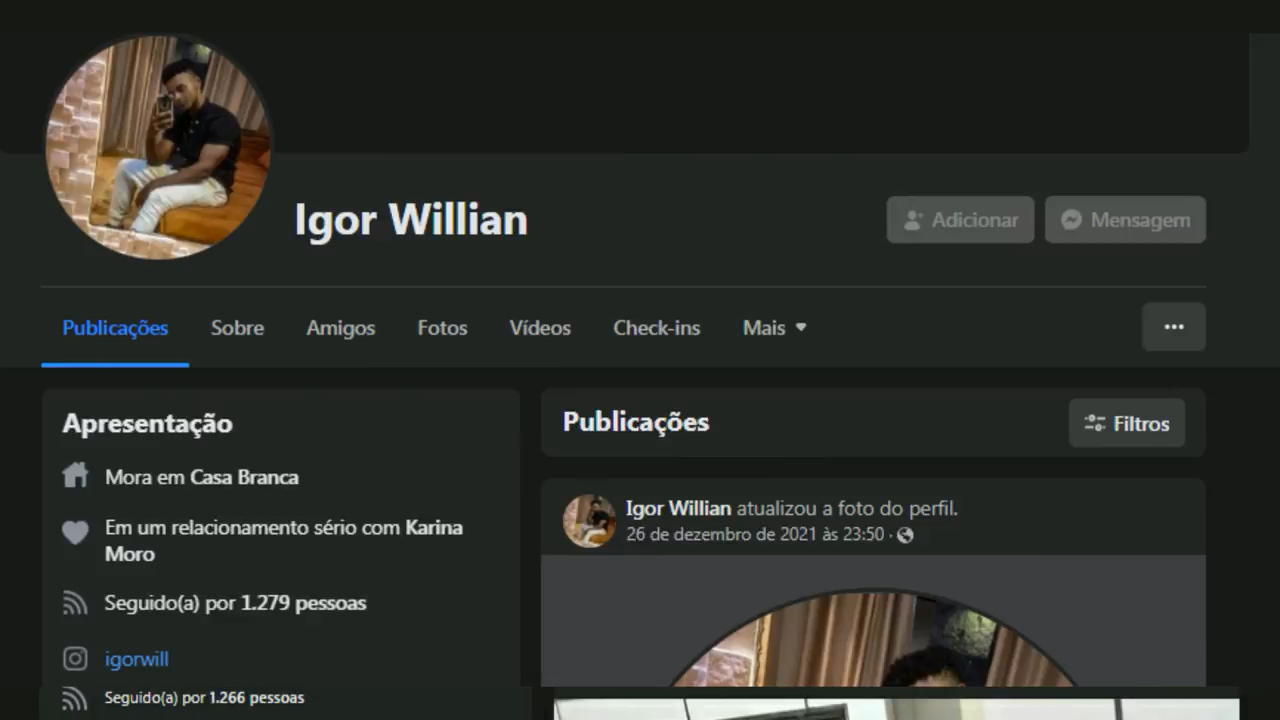 Igor Willian
Adicionar
Mensagem
Publicações
Sobre
Amigos
Fotos
Vídeos
Check-ins
Mais
Apresentação
Mora em Casa Branca
Em um relacionamento sério com Karina
Moro
Seguido(a) por 1.279 pessoas
igorwill
Seguido(a) por 1.266 pessoas
Publicações
Filtros
Igor Willian atualizou a foto do perfil.
26 de dezembro de 2021 às 23:50 ·